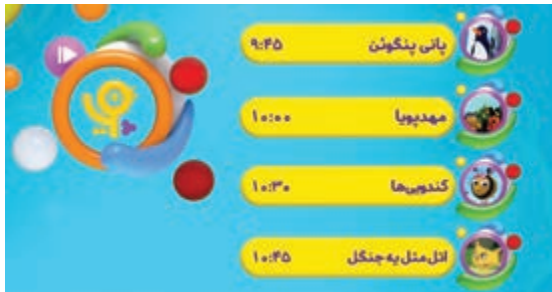 پانی پنگوئن ۹:۴۵
مهدپویا ۱۰:۰۰
کندویی‌ها ۱۰:۳۰
اتل متل یه جنگل ۱۰:۴۵